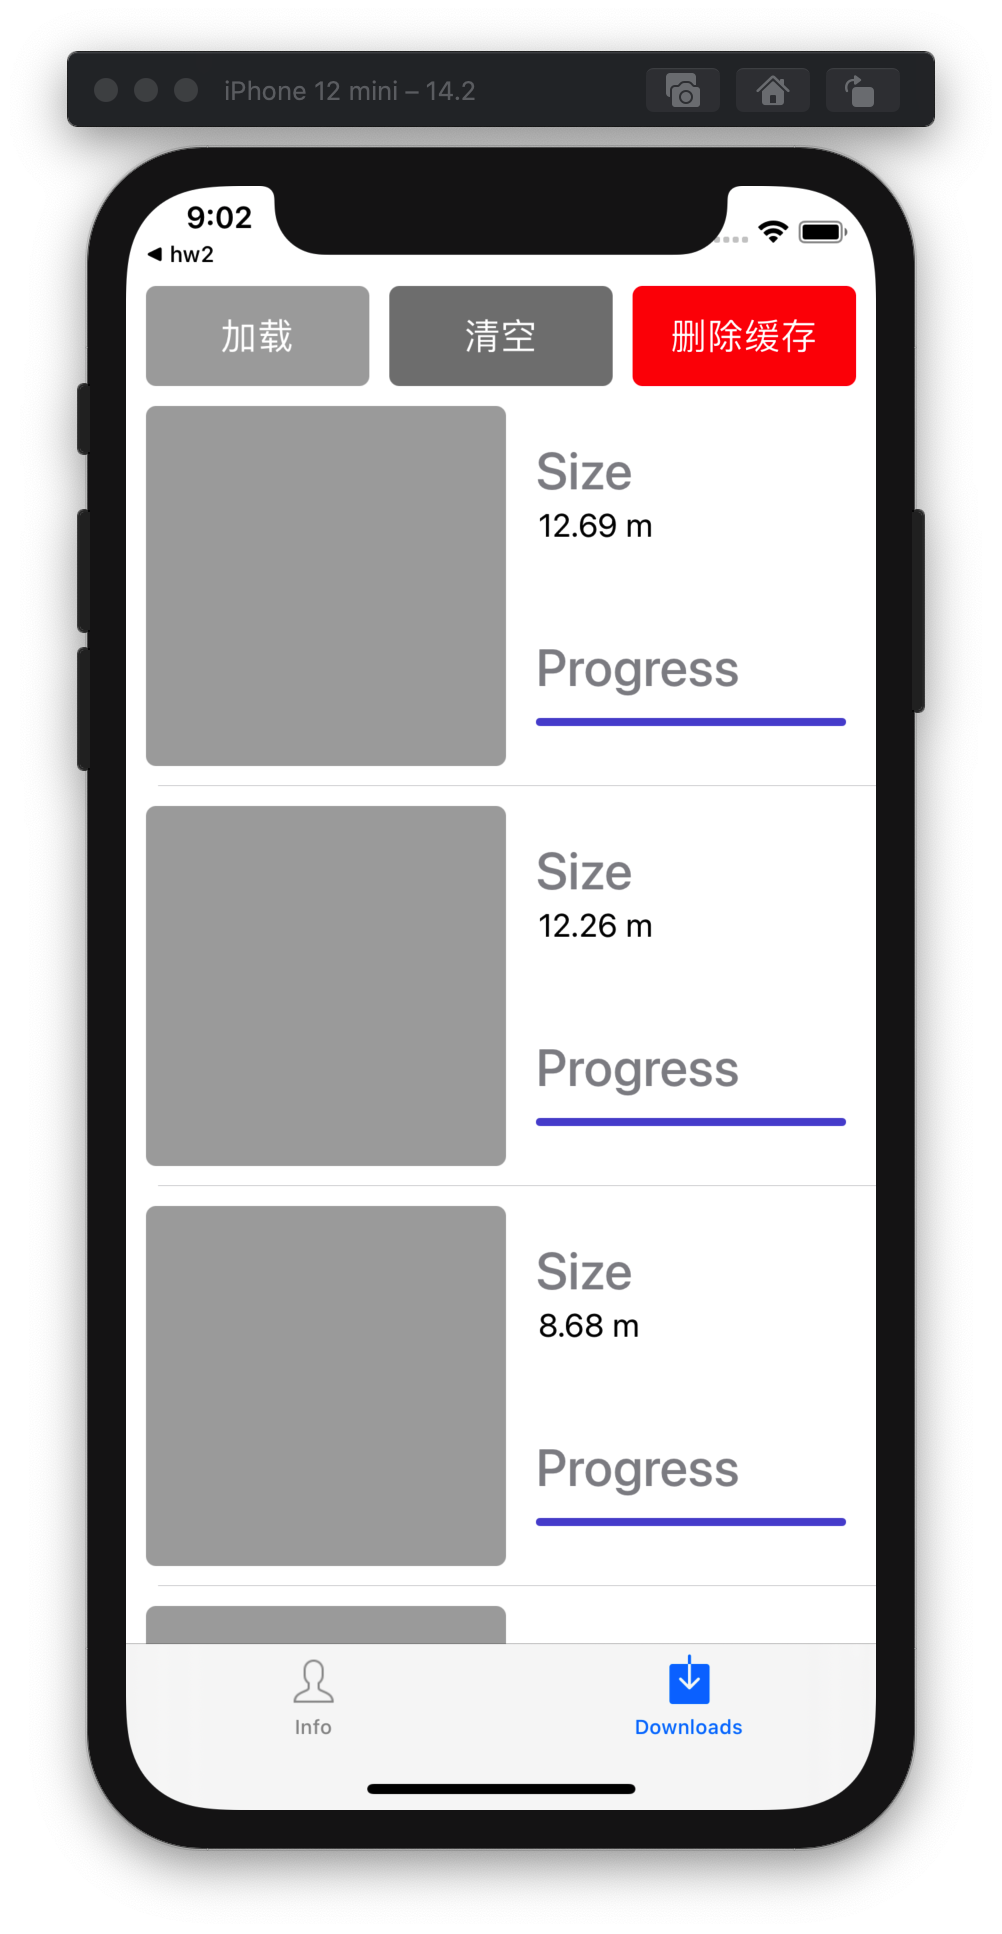 iPhone 12 mini – 14.2
9:02
◀ hw2
加载
清空
删除缓存
Size
12.69 m
Progress
Size
12.26 m
Progress
Size
8.68 m
Progress
Info
Downloads